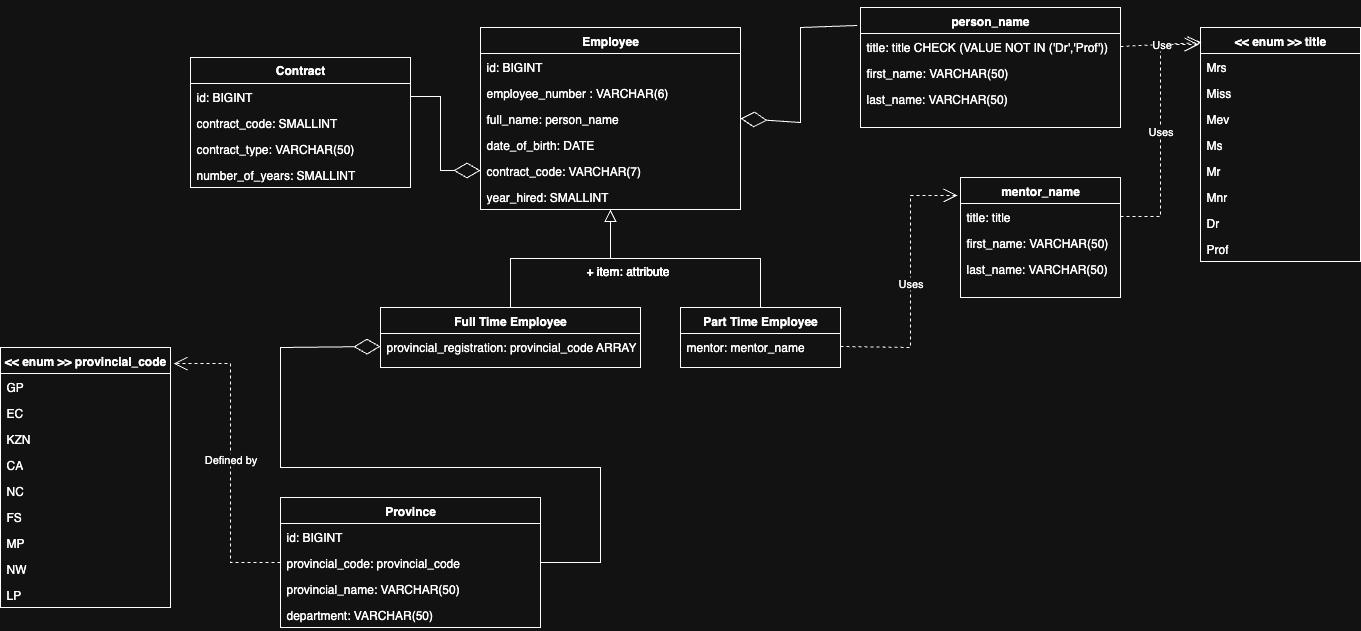 Contract
id: BIGINT
contract_code: SMALLINT
contract_type: VARCHAR(50)
number_of_years: SMALLINT
Employee
id: BIGINT
employee_number : VARCHAR(6)
full_name: person_name
date_of_birth: DATE
contract_code: VARCHAR(7)
year_hired: SMALLINT
person_name
title: title CHECK (VALUE NOT IN ('Dr','Prof'))
first_name: VARCHAR(50)
last_name: VARCHAR(50)
Use
<< enum >> title
Mrs
Miss
Mev
Ms
Mr
Mnr
Dr
Prof
Uses
mentor_name
title: title
first_name: VARCHAR(50)
last_name: VARCHAR(50)
+ item: attribute
Uses
Full Time Employee
provincial_registration: provincial_code ARRAY
Part Time Employee
mentor: mentor_name
<< enum >> provincial_code
GP
EC
KZN
CA
NC
FS
MP
NW
LP
Defined by
Province
id: BIGINT
provincial_code: provincial_code
provincial_name: VARCHAR(50)
department: VARCHAR(50)